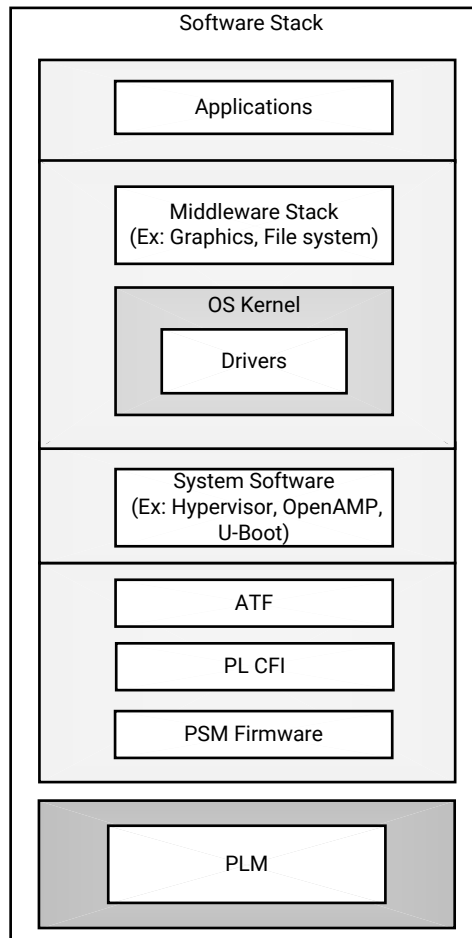 Software Stack
Applications
Middleware Stack
(Ex: Graphics, File system)
OS Kernel
Drivers
System Software
(Ex: Hypervisor, OpenAMP,
U-Boot)
ATF
PL CFI
PSM Firmware
PLM